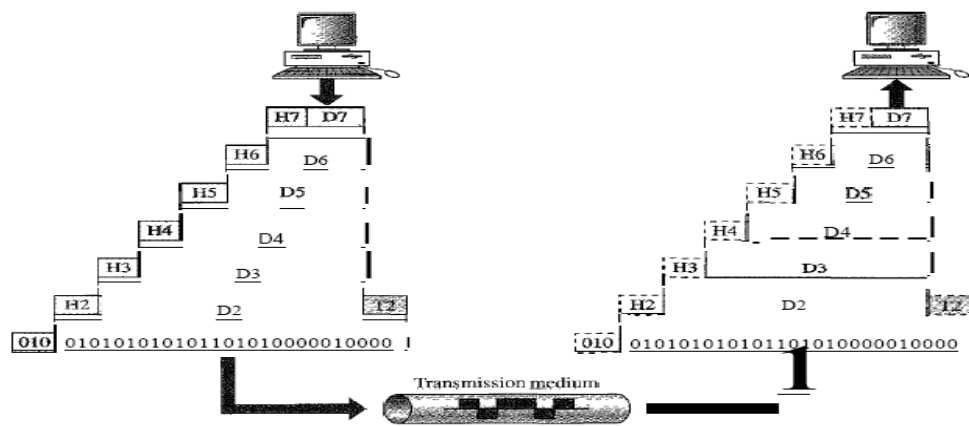 H7 D7 H7 D7
H6 D6 H6 D6
H5 D5 H5 D5
H4 D4 H4 D4
H3 D3 H3 D3
H2 D2 T2 H2 D2 T2
010 010101010101101010000010000 010 010101010101101010000010000
Transmission medium